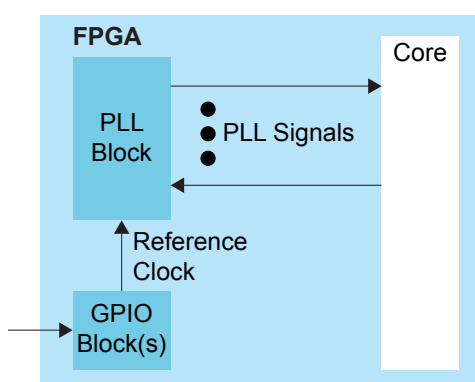 FPGA
Core
PLL
Block
PLL Signals
Reference
Clock
GPIO
Block(s)